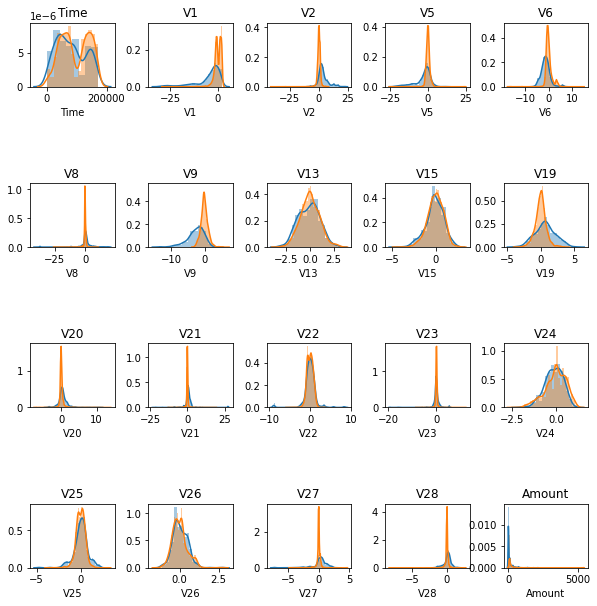 1e−6 Time V1 V2 V5 V6
5 0.2 0.4 0.4 0.4
0 0.0 0.2 0.2 0.2
0.0 0.0 0.0
0 200000 −25 0 −25 0 25 −25 0 25 −10 0 10
Time V1 V2 V5 V6
V8 V9 V13 V15 V19
1.0 0.4 0.4 0.4 0.50
0.5 0.2 0.2 0.2 0.25
0.0 0.0 0.0 0.0 0.00
−25 0 −10 0 −2.5 0.0 2.5 −5 0 −5 0 5
V8 V9 V13 V15 V19
V20 V21 V22 V23 V24
1 1 0.4 1 1.0
0.2 0.5
0 0 0.0 0 0.0
0 10 −25 0 25 −10 0 10 −20 0 −2.5 0.0
V20 V21 V22 V23 V24
V25 V26 V27 V28 Amount
0.5 1.0 2 4 0.010
0.5 2 0.005
0.0 0.0 0 0 0.000
−5 0 0.0 2.5 −5 0 5 −5 0 0 5000
V25 V26 V27 V28 Amount